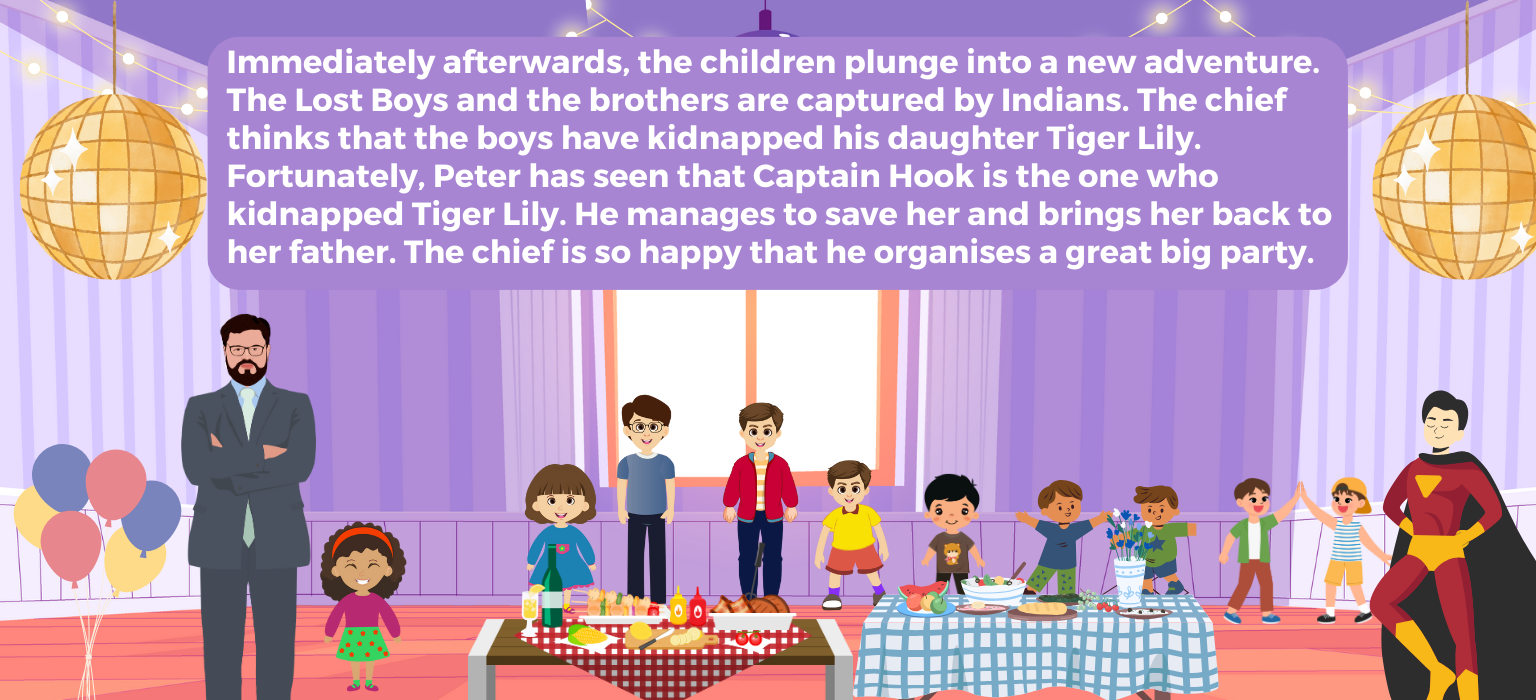 Immediately afterwards, the children plunge into a new adventure.
The Lost Boys and the brothers are captured by Indians. The chief
thinks that the boys have kidnapped his daughter Tiger Lily.
Fortunately, Peter has seen that Captain Hook is the one who
kidnapped Tiger Lily. He manages to save her and brings her back to
her father. The chief is so happy that he organises a great big party.